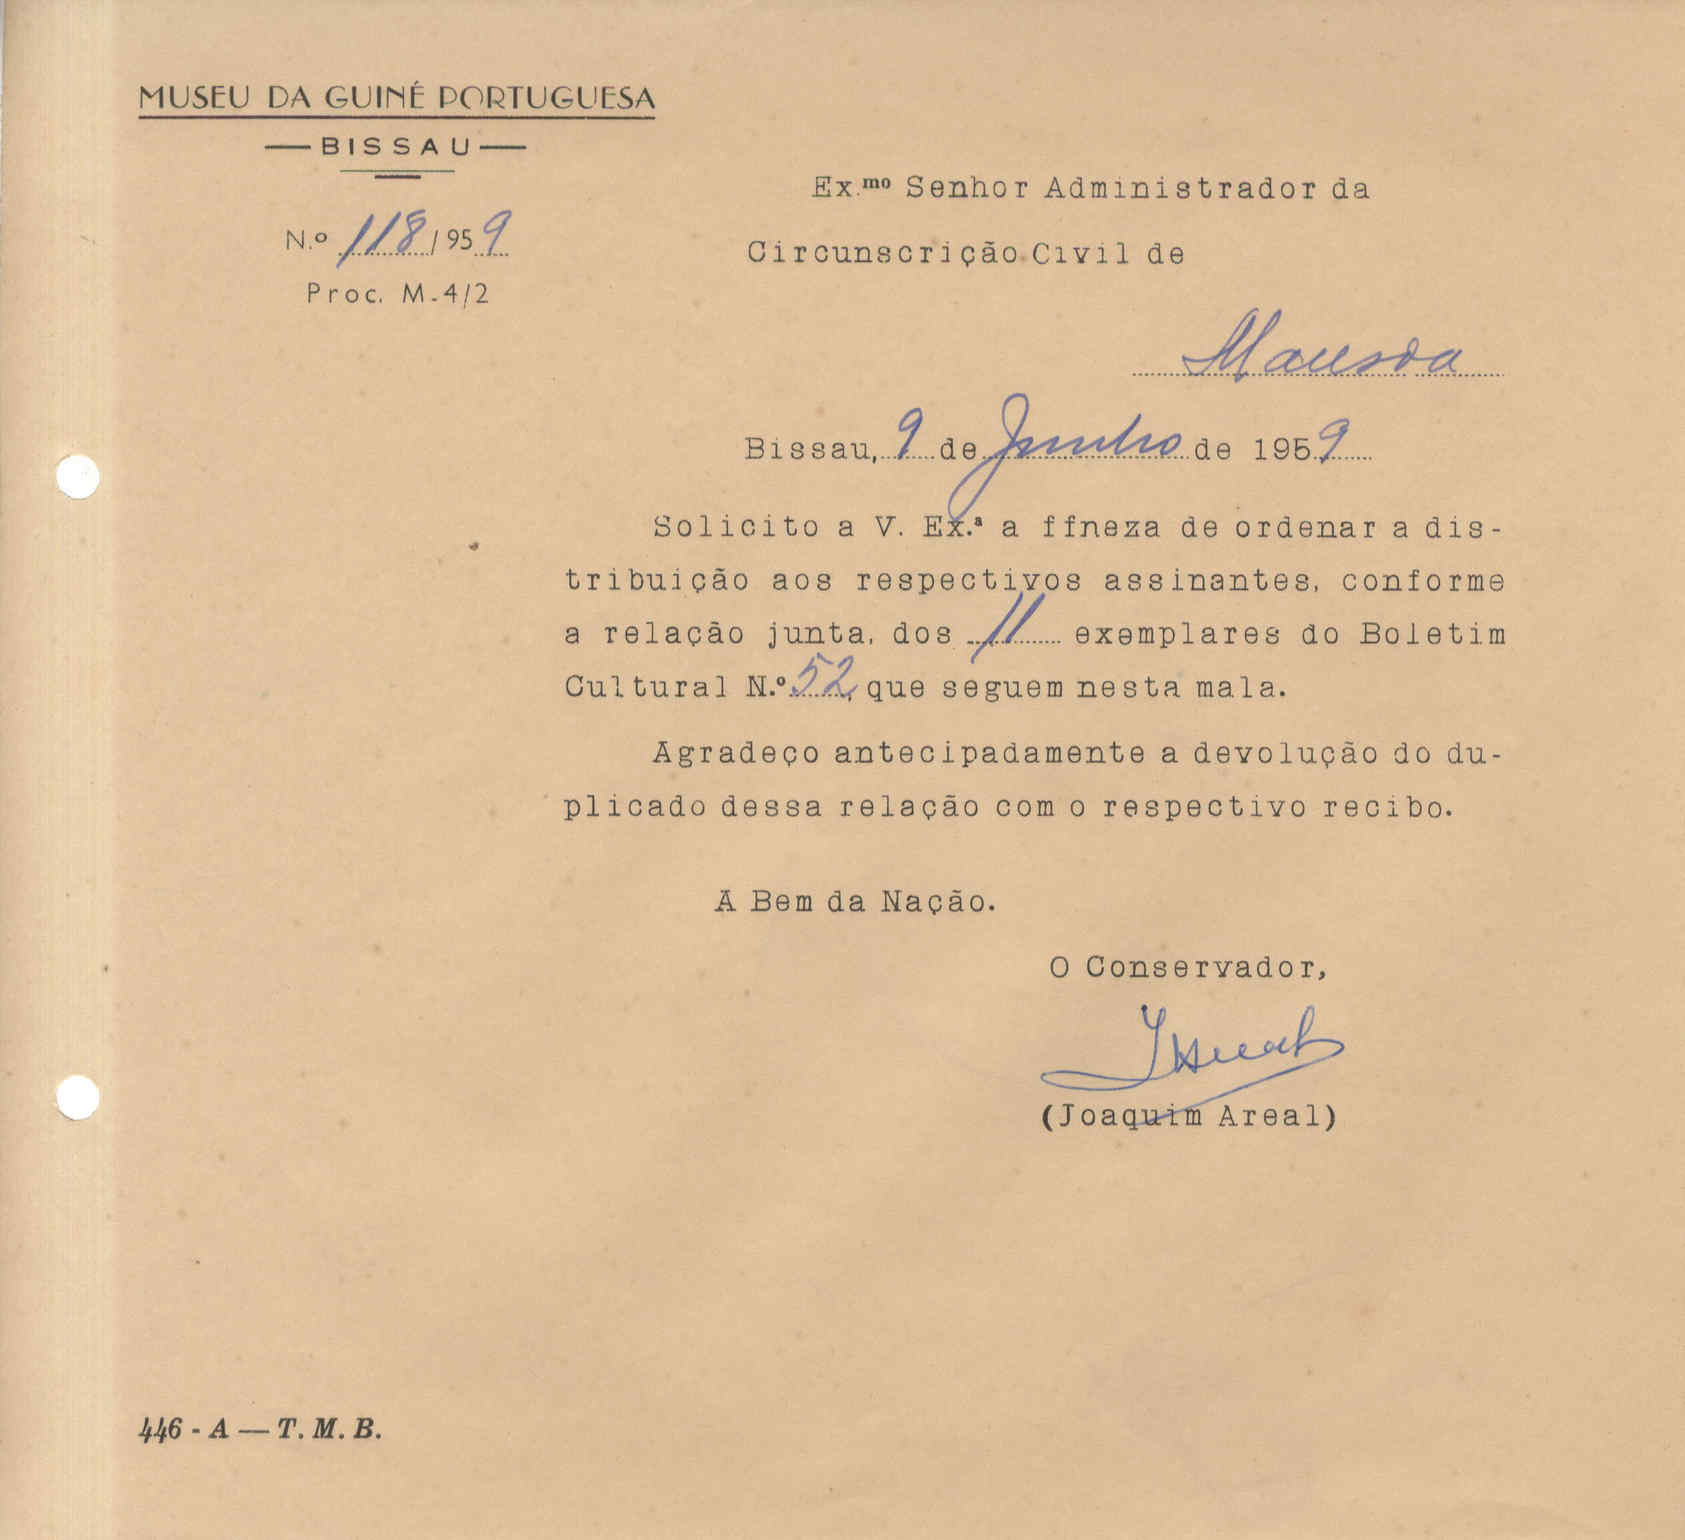 MUSEU DA GUINÉ PORTUGUESA
— BISSAU —
N.º 118/1959
Proc. M-4/2
Ex.mo Senhor Administrador da
Circunscrição Civil de
Mansoa
Bissau, 9 de Junho de 1959
Solicito a V. Ex.ª a ffneza de ordenar a dis-
tribuição aos respectivos assinantes, conforme
a relação junta, dos 11 exemplares do Boletim
Cultural N.º 52, que seguem nesta mala.
Agradeço antecipadamente a devolução do du-
plicado dessa relação com o respectivo recibo.
A Bem da Nação.
O Conservador,
(Joaquim Areal)
446 - A — T. M. B.